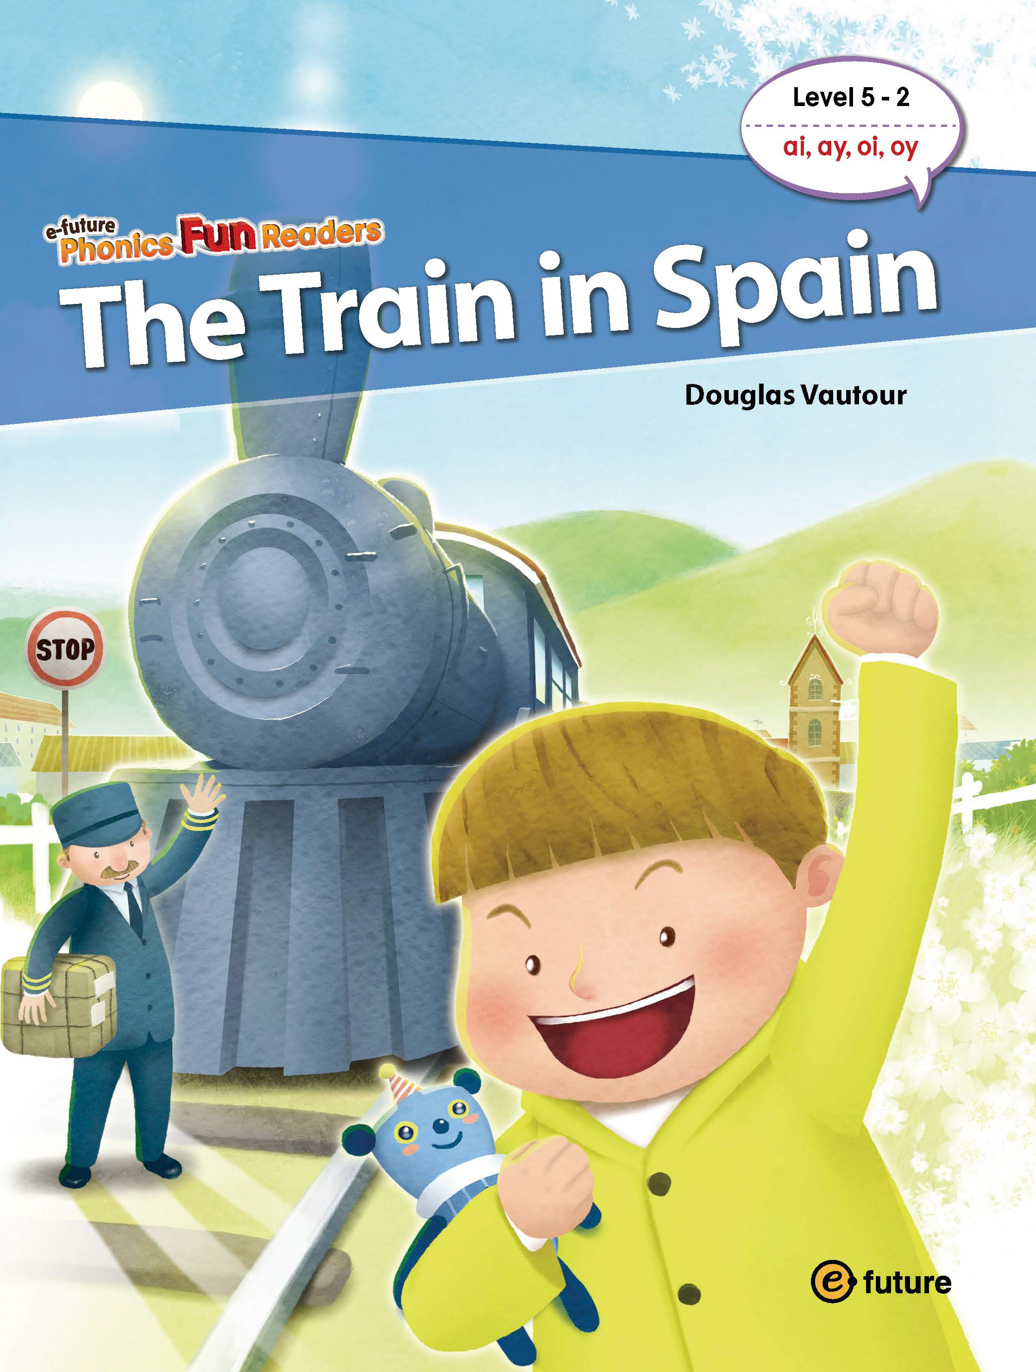 Level 5 - 2
ai, ay, oi, oy
e-future
Phonics Fun Readers
The Train in Spain
Douglas Vautour
STOP
e future